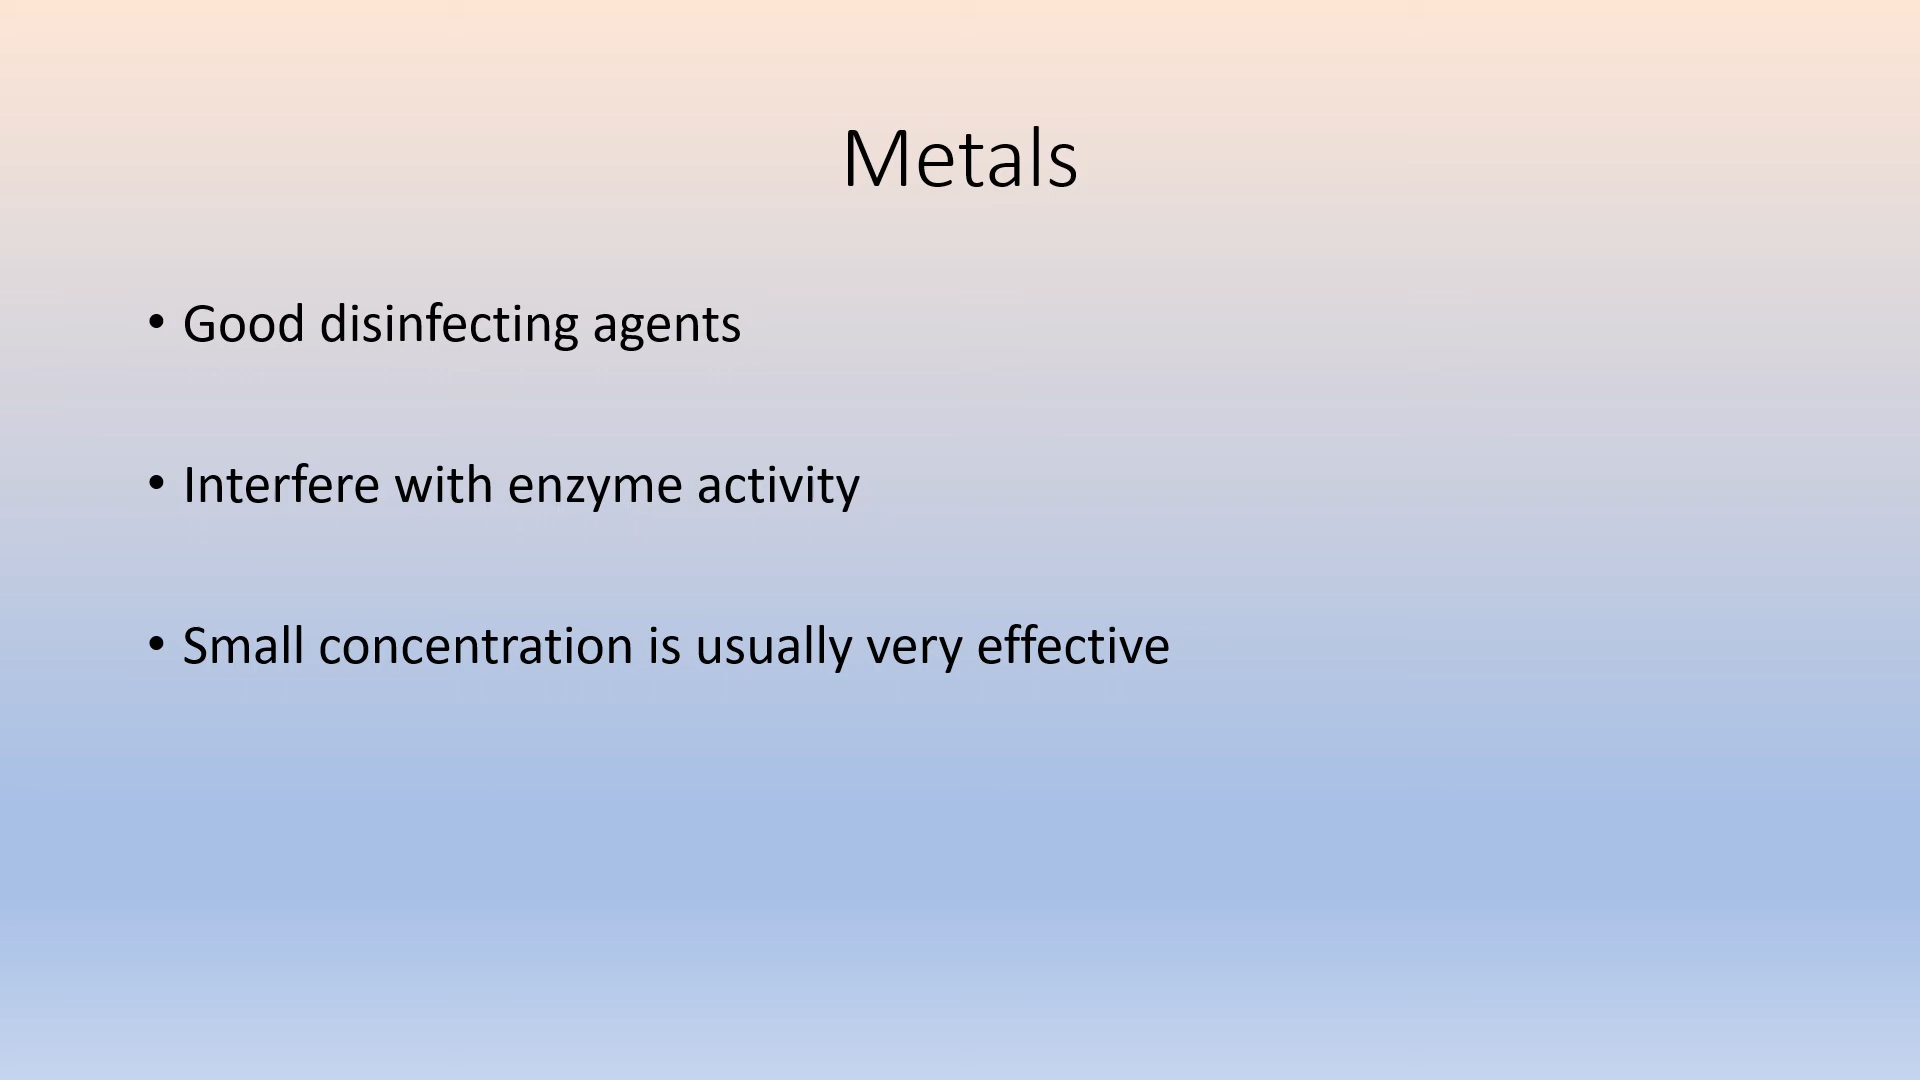 Metals
• Good disinfecting agents
• Interfere with enzyme activity
• Small concentration is usually very effective